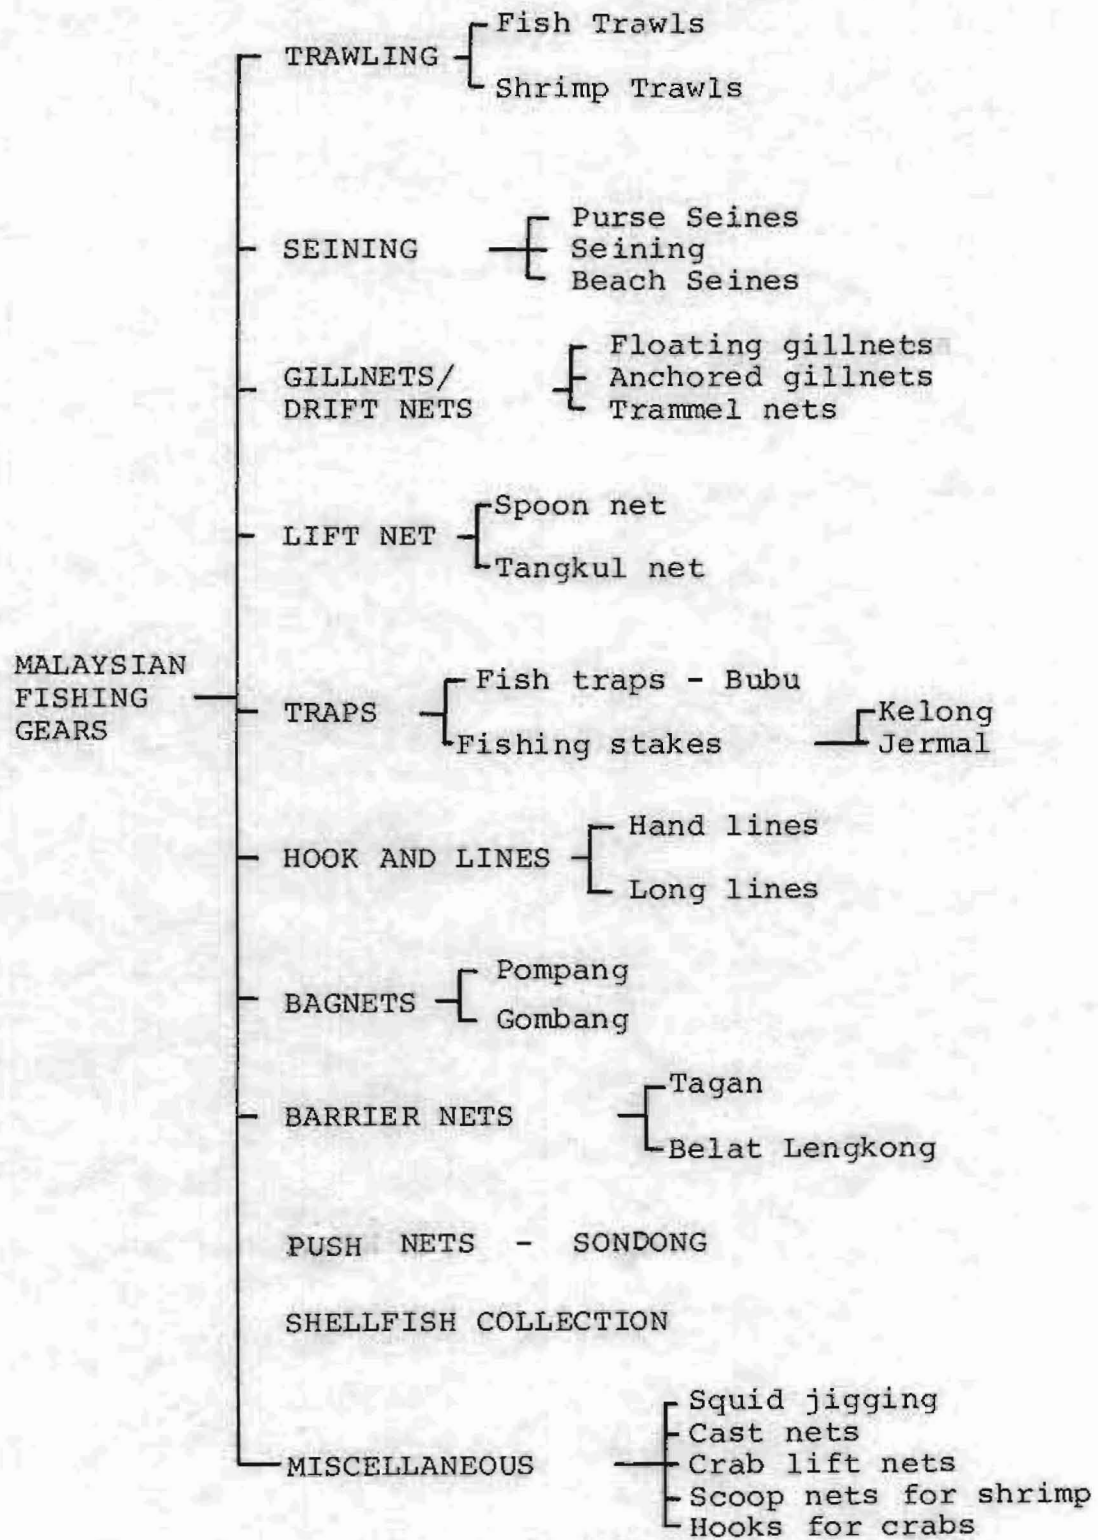 Fish Trawls
TRAWLING
Shrimp Trawls
Purse Seines
SEINING
Seining
Beach Seines
Floating gillnets
GILLNETS/
Anchored gillnets
DRIFT NETS
Trammel nets
Spoon net
LIFT NET
Tangkul net
MALAYSIAN
FISHING
GEARS
Fish traps - Bubu
TRAPS
Kelong
Fishing stakes
Jermal
Hand lines
HOOK AND LINES
Long lines
Pompang
BAGNETS
Gombang
Tagan
BARRIER NETS
Belat Lengkong
PUSH NETS - SONDONG
SHELLFISH COLLECTION
Squid jigging
Cast nets
MISCELLANEOUS
Crab lift nets
Scoop nets for shrimp
Hooks for crabs